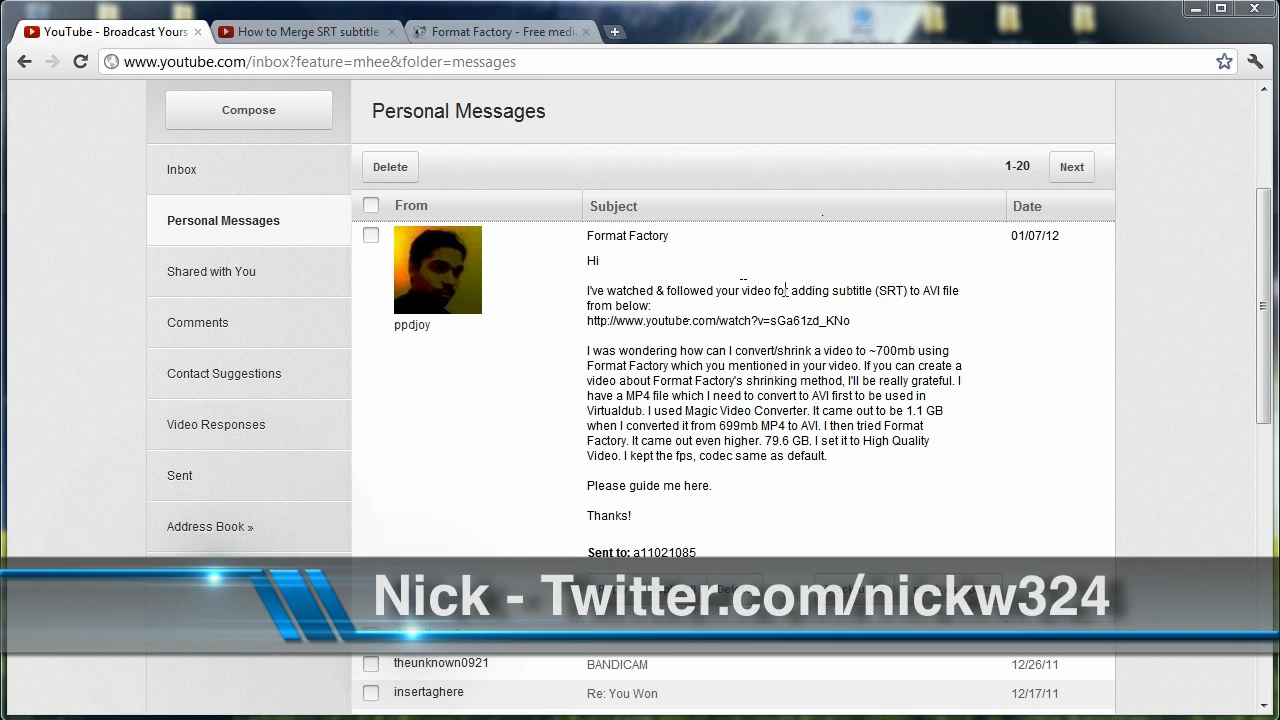 YouTube - Broadcast Yours
How to Merge SRT subtitle
Format Factory - Free medi
www.youtube.com/inbox?feature=mhee&folder=messages
Compose
Personal Messages
Inbox
Delete
1-20
Next
Personal Messages
From
Subject
Date
Shared with You
Comments
Contact Suggestions
Video Responses
Sent
Address Book »
ppdjoy
Format Factory
01/07/12
Hi
I've watched & followed your video for adding subtitle (SRT) to AVI file
from below:
http://www.youtube.com/watch?v=sGa61zd_KNo
I was wondering how can I convert/shrink a video to ~700mb using
Format Factory which you mentioned in your video. If you can create a
video about Format Factory's shrinking method, I'll be really grateful. I
have a MP4 file which I need to convert to AVI first to be used in
Virtualdub. I used Magic Video Converter. It came out to be 1.1 GB
when I converted it from 699mb MP4 to AVI. I then tried Format
Factory. It came out even higher. 79.6 GB. I set it to High Quality
Video. I kept the fps, codec same as default.
Please guide me here.
Thanks!
Sent to: a11021085
Nick - Twitter.com/nickw324
theunknown0921
BANDICAM
12/26/11
insertaghere
Re: You Won
12/17/11